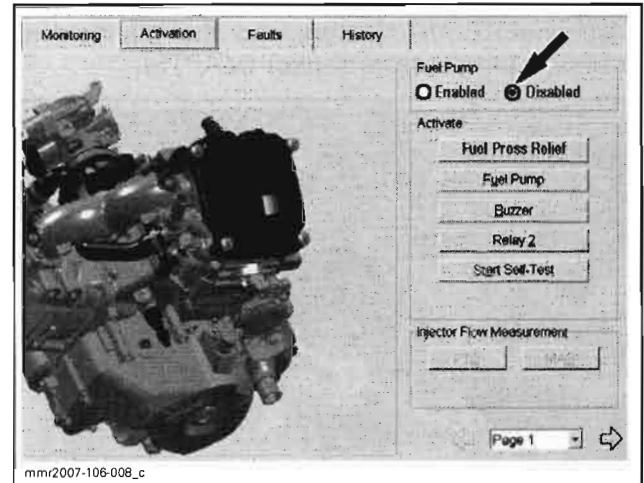 Monitoring Activation Faults History
Fuel Pump
Enabled Disabled
Activate
Fuel Press Relief
Fuel Pump
Buzzer
Relay 2
Start Self-Test
Injector Flow Measurement
MAG
Page 1
mmr2007-106-008_c